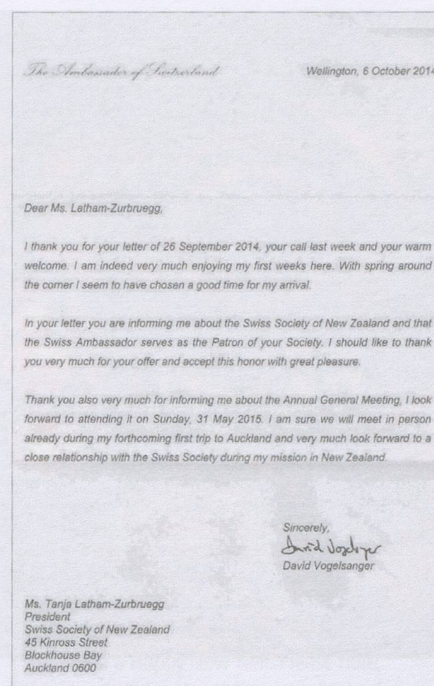 The Ambassador of Switzerland
Wellington, 6 October 2014
Dear Ms. Latham-Zurbruegg,
I thank you for your letter of 26 September 2014, your call last week and your warm
welcome. I am indeed very much enjoying my first weeks here. With spring around
the corner I seem to have chosen a good time for my arrival.
In your letter you are informing me about the Swiss Society of New Zealand and that
the Swiss Ambassador serves as the Patron of your Society. I should like to thank
you very much for your offer and accept this honor with great pleasure.
Thank you also very much for informing me about the Annual General Meeting, I look
forward to attending it on Sunday, 31 May 2015. I am sure we will meet in person
already during my forthcoming first trip to Auckland and very much look forward to a
close relationship with the Swiss Society during my mission in New Zealand.
Sincerely,
David Vogelsanger
David Vogelsanger
Ms. Tanja Latham-Zurbruegg
President
Swiss Society of New Zealand
45 Kinross Street
Blockhouse Bay
Auckland 0600